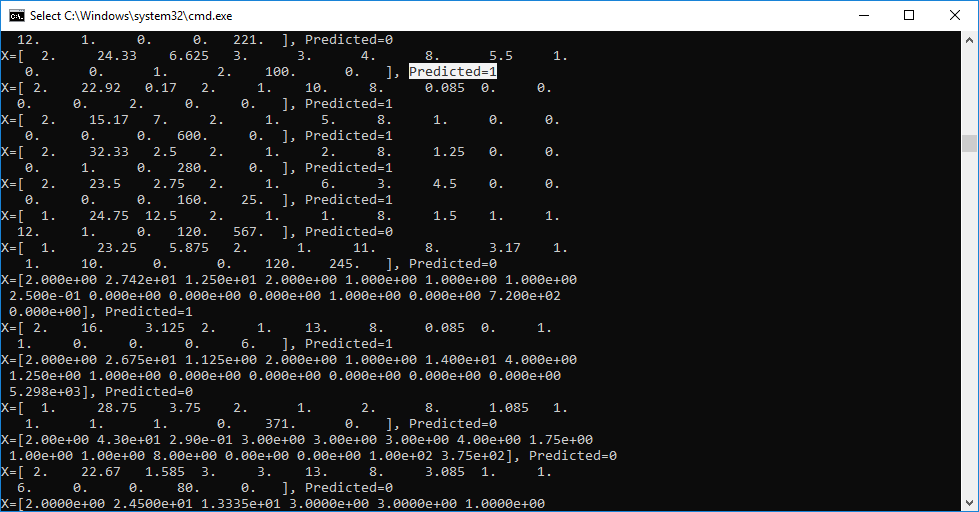 Select C:\Windows\system32\cmd.exe
12. 1. 0. 0. 221. ], Predicted=0
X=[ 2. 24.33 6.625 3. 3. 4. 8. 5.5 1.
0. 0. 1. 2. 100. 0. ], Predicted=1
X=[ 2. 22.92 0.17 2. 1. 10. 8. 0.085 0. 0.
0. 0. 2. 0. 0. ], Predicted=1
X=[ 2. 15.17 7. 2. 1. 5. 8. 1. 0. 0.
0. 0. 0. 600. 0. ], Predicted=1
X=[ 2. 32.33 2.5 2. 1. 2. 8. 1.25 0. 0.
0. 1. 0. 280. 0. ], Predicted=1
X=[ 2. 23.5 2.75 2. 1. 6. 3. 4.5 0. 0.
0. 0. 0. 160. 25. ], Predicted=1
X=[ 1. 24.75 12.5 2. 1. 1. 8. 1.5 1. 1.
12. 1. 0. 120. 567. ], Predicted=0
X=[ 1. 23.25 5.875 2. 1. 11. 8. 3.17 1.
1. 10. 0. 0. 120. 245. ], Predicted=0
X=[2.000e+00 2.742e+01 1.250e+01 2.000e+00 1.000e+00 1.000e+00 1.000e+00
2.500e-01 0.000e+00 0.000e+00 0.000e+00 1.000e+00 0.000e+00 7.200e+02
0.000e+00], Predicted=1
X=[ 2. 16. 3.125 2. 1. 13. 8. 0.085 0. 1.
1. 0. 0. 0. 6. ], Predicted=1
X=[2.000e+00 2.675e+01 1.125e+00 2.000e+00 1.000e+00 1.400e+01 4.000e+00
1.250e+00 1.000e+00 0.000e+00 0.000e+00 0.000e+00 0.000e+00 0.000e+00
5.298e+03], Predicted=0
X=[ 1. 28.75 3.75 2. 1. 2. 8. 1.085 1.
1. 1. 1. 0. 371. 0. ], Predicted=0
X=[2.00e+00 4.30e+01 2.90e-01 3.00e+00 3.00e+00 3.00e+00 4.00e+00 1.75e+00
1.00e+00 1.00e+00 8.00e+00 0.00e+00 0.00e+00 1.00e+02 3.75e+02], Predicted=0
X=[ 2. 22.67 1.585 3. 3. 13. 8. 3.085 1. 1.
6. 0. 0. 80. 0. ], Predicted=0
X=[2.0000e+00 2.4500e+01 1.3335e+01 3.0000e+00 3.0000e+00 1.0000e+00